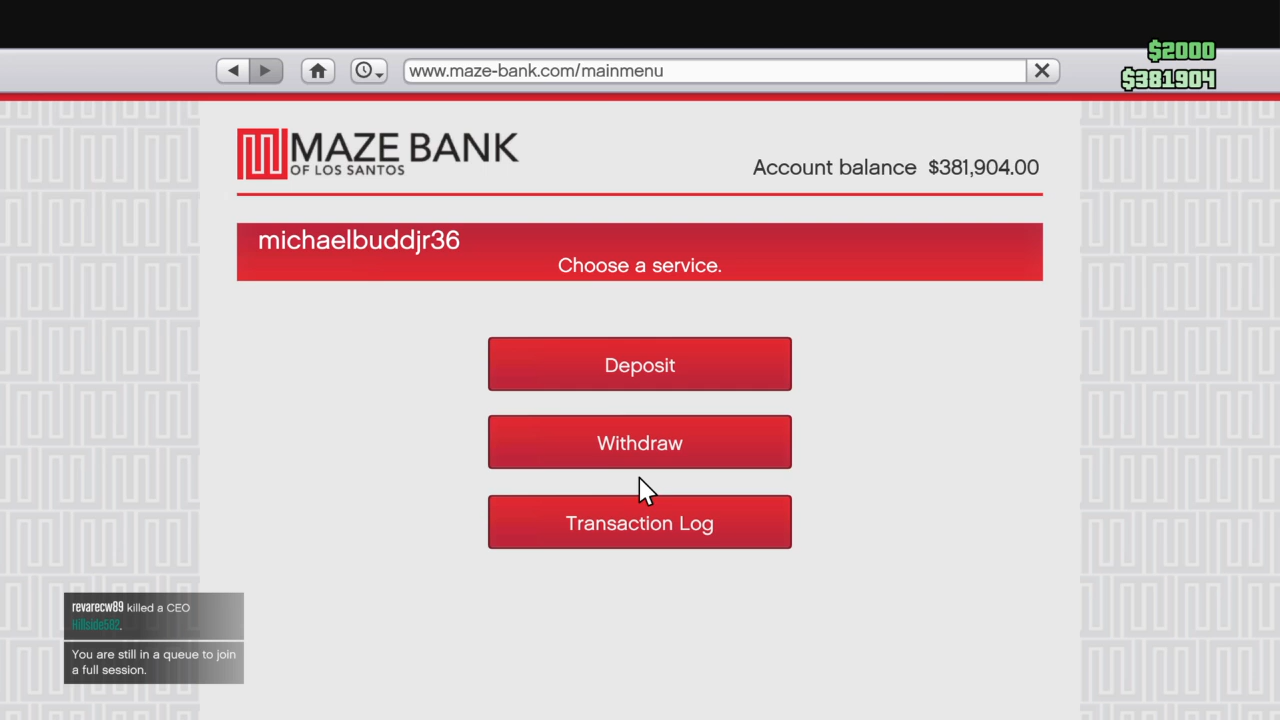 $2000
www.maze-bank.com/mainmenu
$381904
MAZE BANK
OF LOS SANTOS
Account balance $381,904.00
michaelbuddjr36
Choose a service.
Deposit
Withdraw
Transaction Log
revarecw89 killed a CEO
Hillside582.
You are still in a queue to join
a full session.